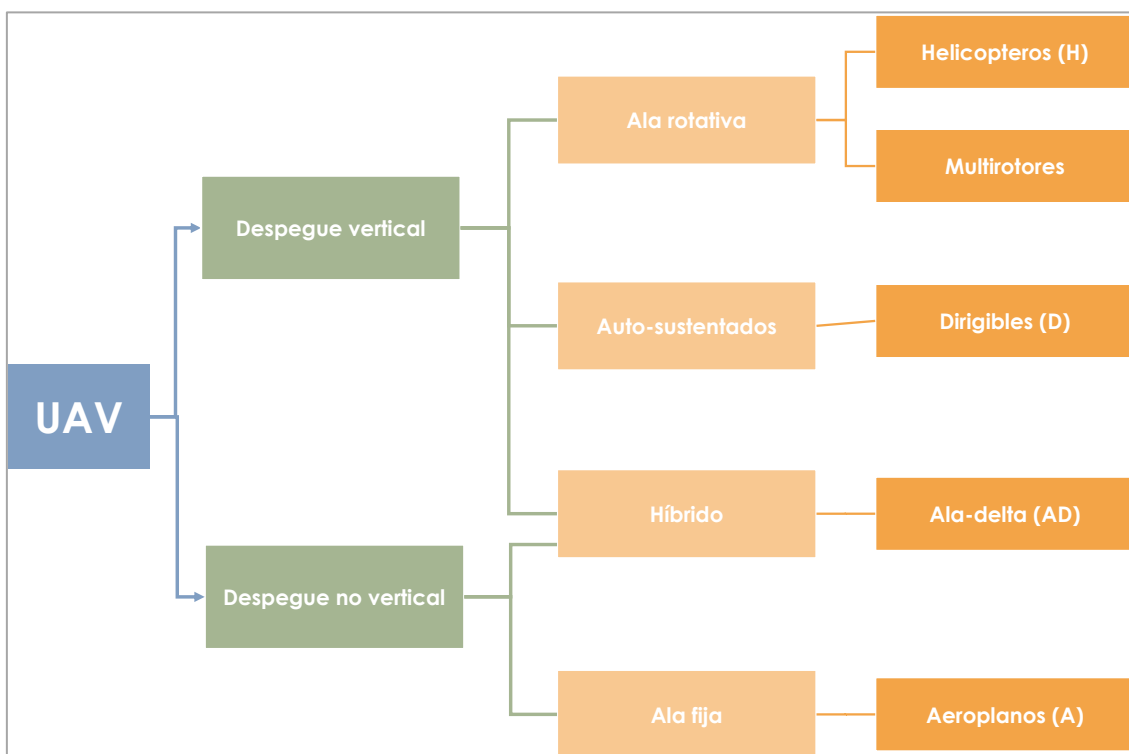 UAV
Despegue vertical
Ala rotativa
Helicopteros (H)
Multirotores
Auto-sustentados
Dirigibles (D)
Híbrido
Ala-delta (AD)
Despegue no vertical
Ala fija
Aeroplanos (A)